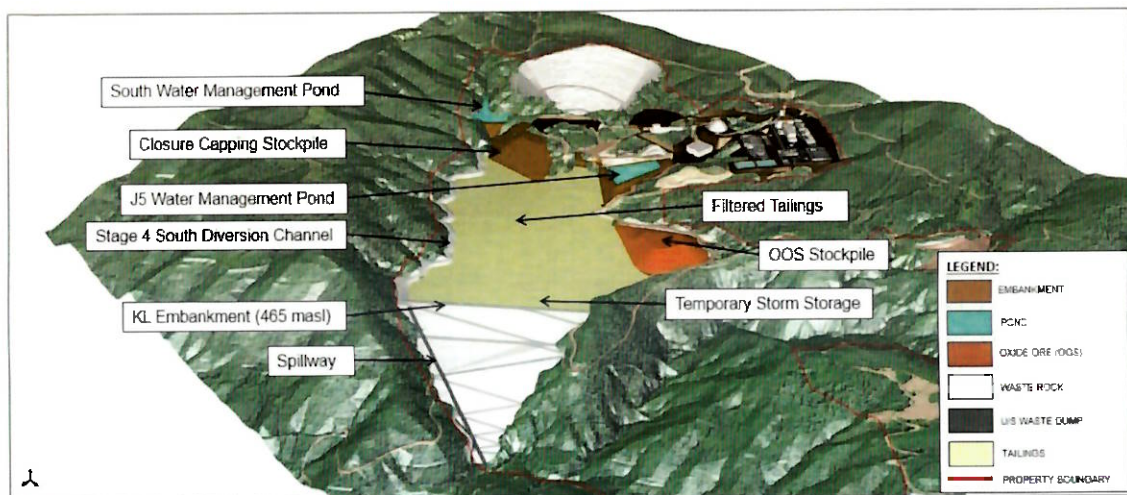 South Water Management Pond
Closure Capping Stockpile
J5 Water Management Pond
Stage 4 South Diversion Channel
KL Embankment (465 masl)
Spillway
Filtered Tailings
OOS Stockpile
Temporary Storm Storage
LEGEND:
EMBANKMENT
POND
OXIDE ORE (OOS)
WASTE ROCK
U/S WASTE DUMP
TAILINGS
PROPERTY BOUNDARY